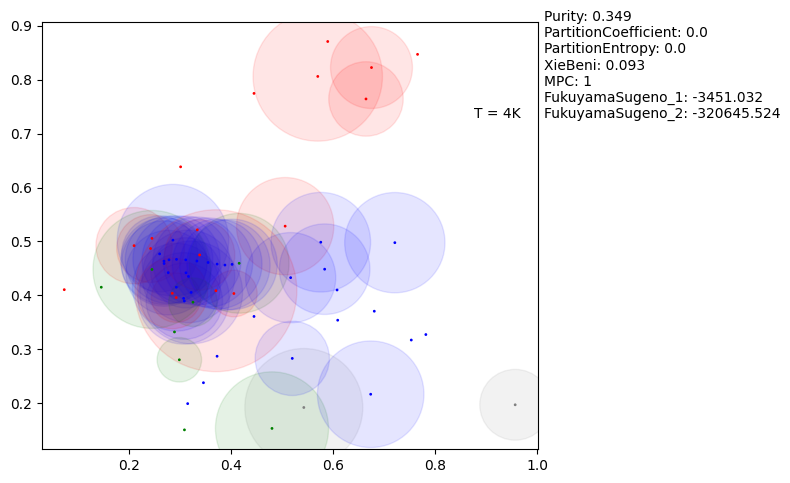 Purity: 0.349
PartitionCoefficient: 0.0
PartitionEntropy: 0.0
XieBeni: 0.093
MPC: 1
FukuyamaSugeno_1: -3451.032
FukuyamaSugeno_2: -320645.524
T = 4K
0.9
0.8
0.7
0.6
0.5
0.4
0.3
0.2
0.2
0.4
0.6
0.8
1.0